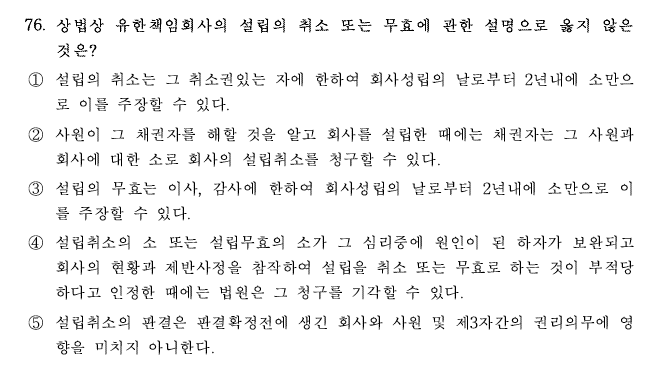 76. 상법상 유한책임회사의 설립의 취소 또는 무효에 관한 설명으로 옳지 않은
것은?
① 설립의 취소는 그 취소권있는 자에 한하여 회사성립의 날로부터 2년내에 소만으
로 이를 주장할 수 있다.
② 사원이 그 채권자를 해할 것을 알고 회사를 설립한 때에는 채권자는 그 사원과
회사에 대한 소로 회사의 설립취소를 청구할 수 있다.
③ 설립의 무효는 이사, 감사에 한하여 회사성립의 날로부터 2년내에 소만으로 이
를 주장할 수 있다.
④ 설립취소의 소 또는 설립무효의 소가 그 심리중에 원인이 된 하자가 보완되고
회사의 현황과 제반사정을 참작하여 설립을 취소 또는 무효로 하는 것이 부적당
하다고 인정한 때에는 법원은 그 청구를 기각할 수 있다.
⑤ 설립취소의 판결은 판결확정전에 생긴 회사와 사원 및 제3자간의 권리의무에 영
향을 미치지 아니한다.